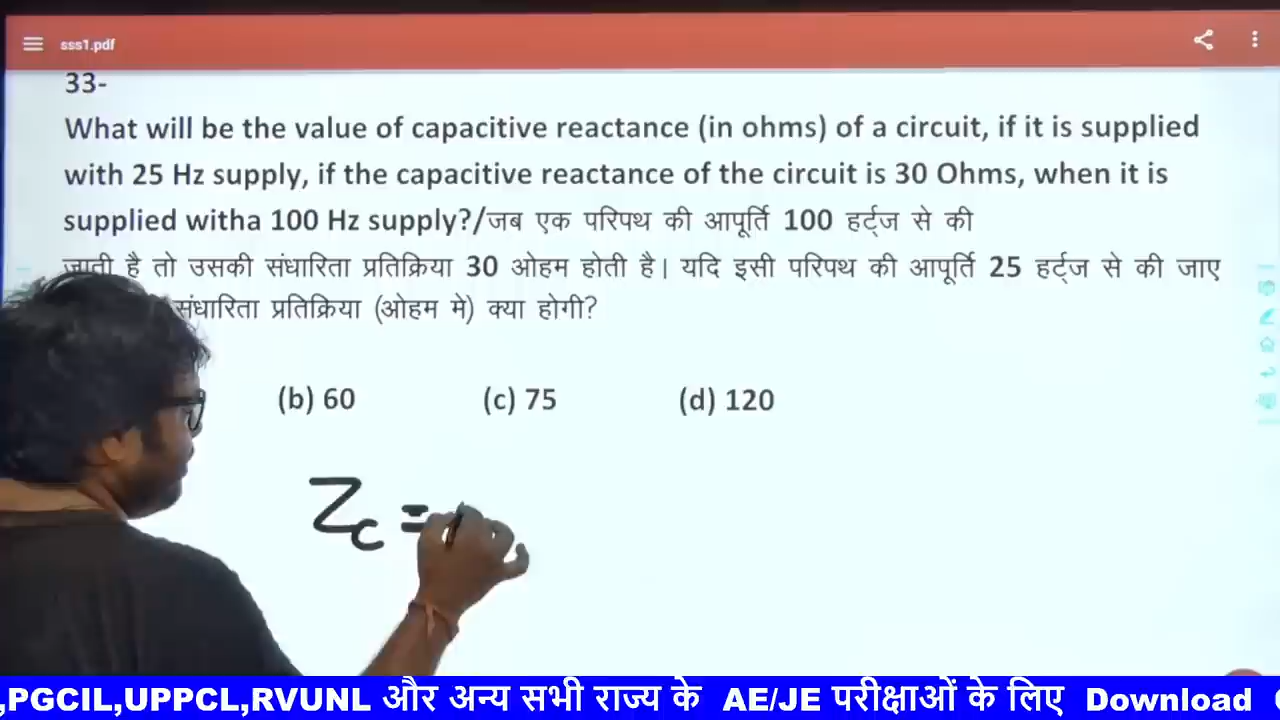 sss1.pdf
33-
What will be the value of capacitive reactance (in ohms) of a circuit, if it is supplied
with 25 Hz supply, if the capacitive reactance of the circuit is 30 Ohms, when it is
supplied witha 100 Hz supply?/जब एक परिपथ की आपूर्ति 100 हर्ट्ज से की
जाती है तो उसकी संधारिता प्रतिक्रिया 30 ओहम होती है। यदि इसी परिपथ की आपूर्ति 25 हर्ट्ज से की जाए
संधारिता प्रतिक्रिया (ओहम मे) क्या होगी?
(b) 60 (c) 75 (d) 120
Zc =
,PGCIL,UPPCL,RVUNL और अन्य सभी राज्य के AE/JE परीक्षाओं के लिए Download